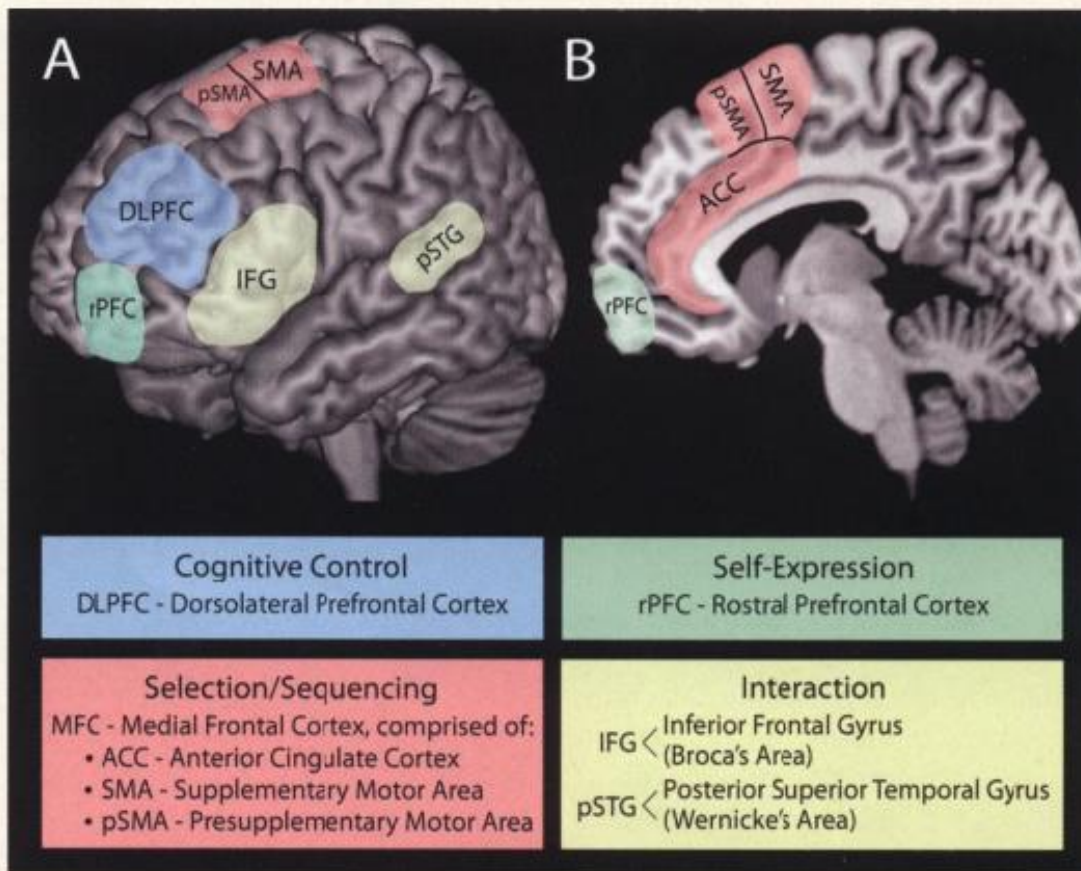 A
SMA
pSMA
DLPFC
IFG
pSTG
rPFC
B
SMA
pSMA
ACC
rPFC
Cognitive Control
DLPFC - Dorsolateral Prefrontal Cortex
Self-Expression
rPFC - Rostral Prefrontal Cortex
Selection/Sequencing
MFC - Medial Frontal Cortex, comprised of:
• ACC - Anterior Cingulate Cortex
• SMA - Supplementary Motor Area
• pSMA - Presupplementary Motor Area
Interaction
IFG < Inferior Frontal Gyrus
(Broca's Area)
pSTG < Posterior Superior Temporal Gyrus
(Wernicke's Area)